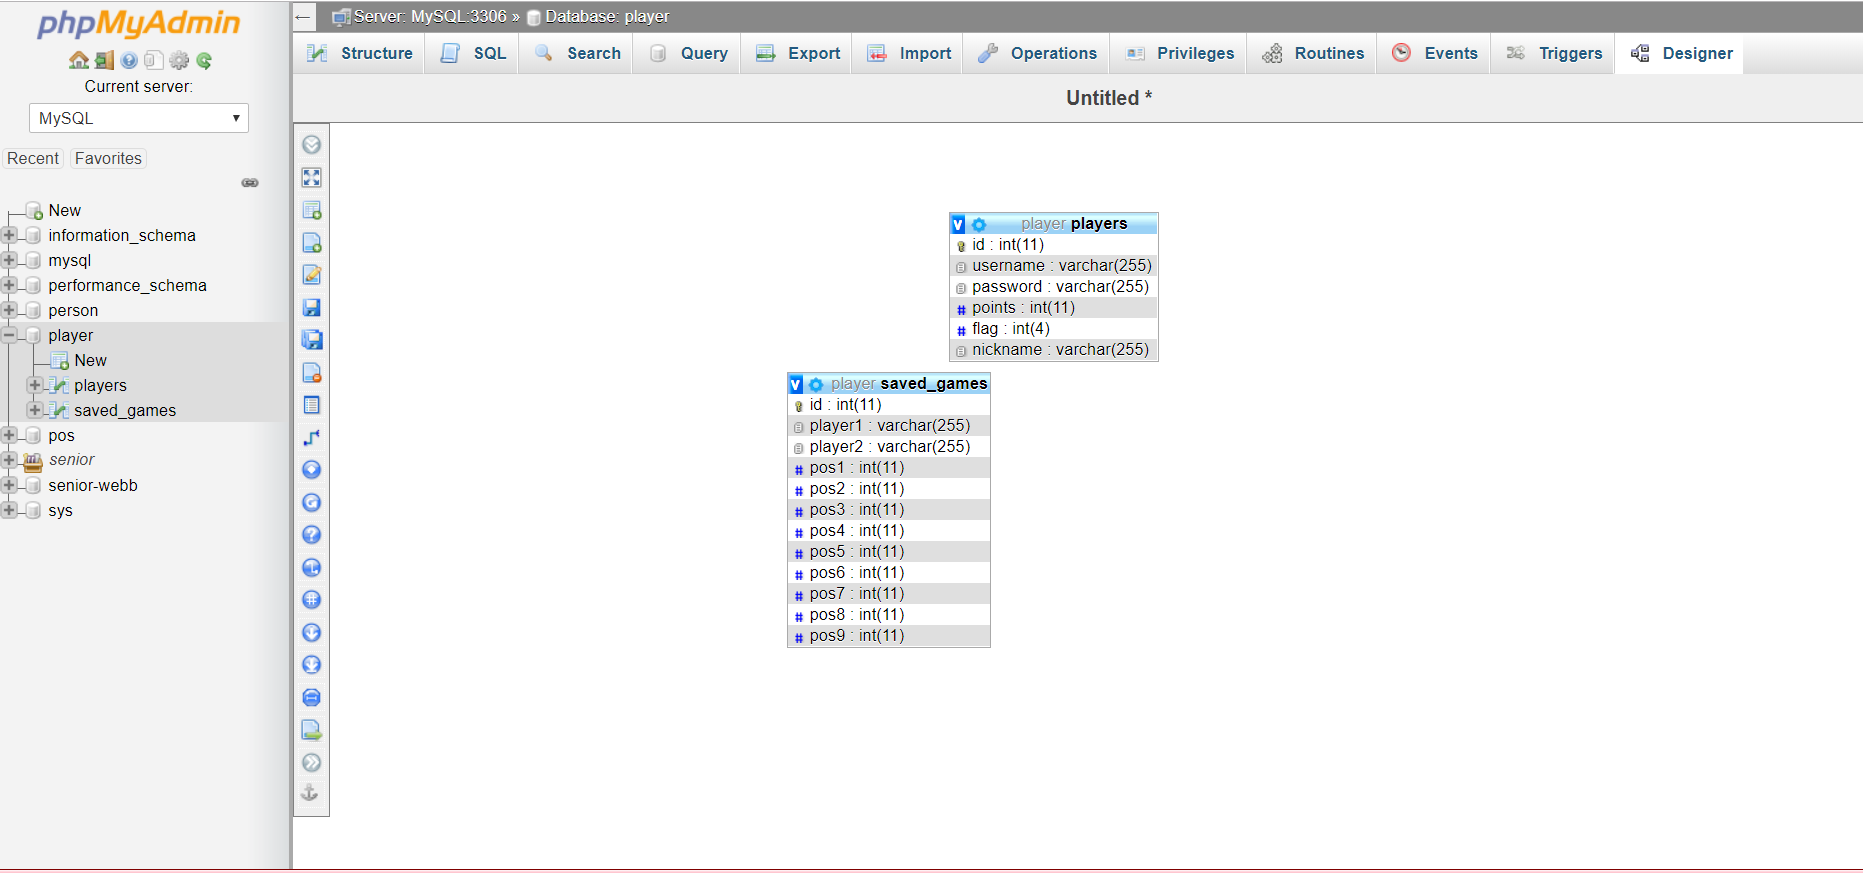 phpMyAdmin
Current server:
MySQL
Recent Favorites
New
information_schema
mysql
performance_schema
person
player
New
players
saved_games
pos
senior
senior-webb
sys
Server: MySQL:3306 » Database: player
Structure SQL Search Query Export Import Operations Privileges Routines Events Triggers Designer
Untitled *
v player players
id : int(11)
username : varchar(255)
password : varchar(255)
# points : int(11)
# flag : int(4)
nickname : varchar(255)
v player saved_games
id : int(11)
player1 : varchar(255)
player2 : varchar(255)
# pos1 : int(11)
# pos2 : int(11)
# pos3 : int(11)
# pos4 : int(11)
# pos5 : int(11)
# pos6 : int(11)
# pos7 : int(11)
# pos8 : int(11)
# pos9 : int(11)